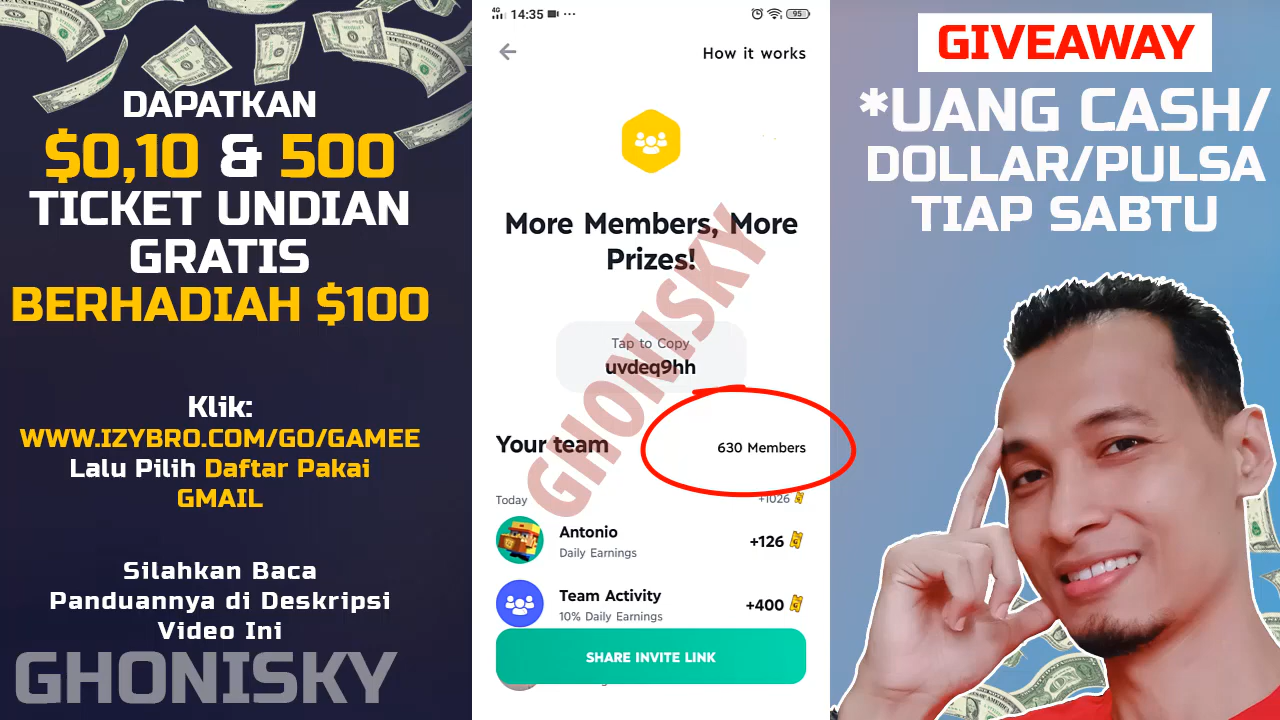 DAPATKAN
$0,10 & 500
TICKET UNDIAN
GRATIS
BERHADIAH $100
Klik:
WWW.IZYBRO.COM/GO/GAMEE
Lalu Pilih Daftar Pakai
GMAIL
Silahkan Baca
Panduannya di Deskripsi
Video Ini
GHONISKY
4G 14:35 ··· 95
How it works
More Members, More
Prizes!
Tap to Copy
uvdeq9hh
GHONISKY
Your team 630 Members
Today +1026
Antonio
Daily Earnings
+126
Team Activity
10% Daily Earnings
+400
SHARE INVITE LINK
GIVEAWAY
*UANG CASH/
DOLLAR/PULSA
TIAP SABTU